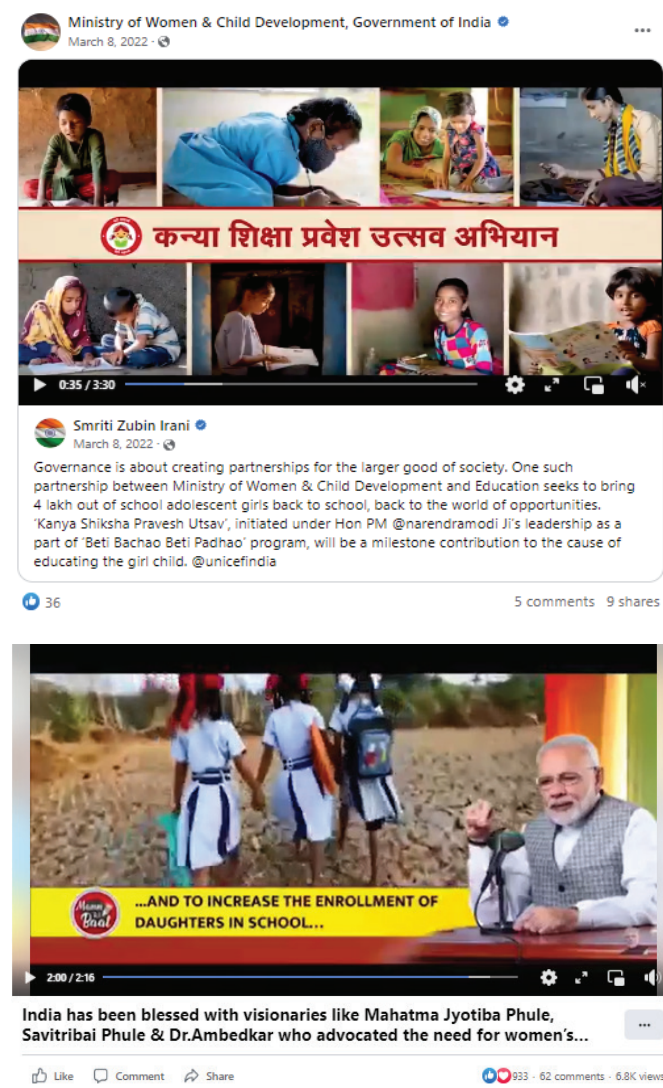 Ministry of Women & Child Development, Government of India
March 8, 2022 ·
कन्या शिक्षा प्रवेश उत्सव अभियान
0:35 / 3:30
Smriti Zubin Irani
March 8, 2022 ·
Governance is about creating partnerships for the larger good of society. One such
partnership between Ministry of Women & Child Development and Education seeks to bring
4 lakh out of school adolescent girls back to school, back to the world of opportunities.
‘Kanya Shiksha Pravesh Utsav’, initiated under Hon PM @narendramodi Ji’s leadership as a
part of ‘Beti Bachao Beti Padhao’ program, will be a milestone contribution to the cause of
educating the girl child. @unicefindia
36
5 comments 9 shares
Mann
Baat
...AND TO INCREASE THE ENROLLMENT OF
DAUGHTERS IN SCHOOL...
2:00 / 2:16
India has been blessed with visionaries like Mahatma Jyotiba Phule,
Savitribai Phule & Dr.Ambedkar who advocated the need for women’s...
Like Comment Share
933 · 62 comments · 6.8K views